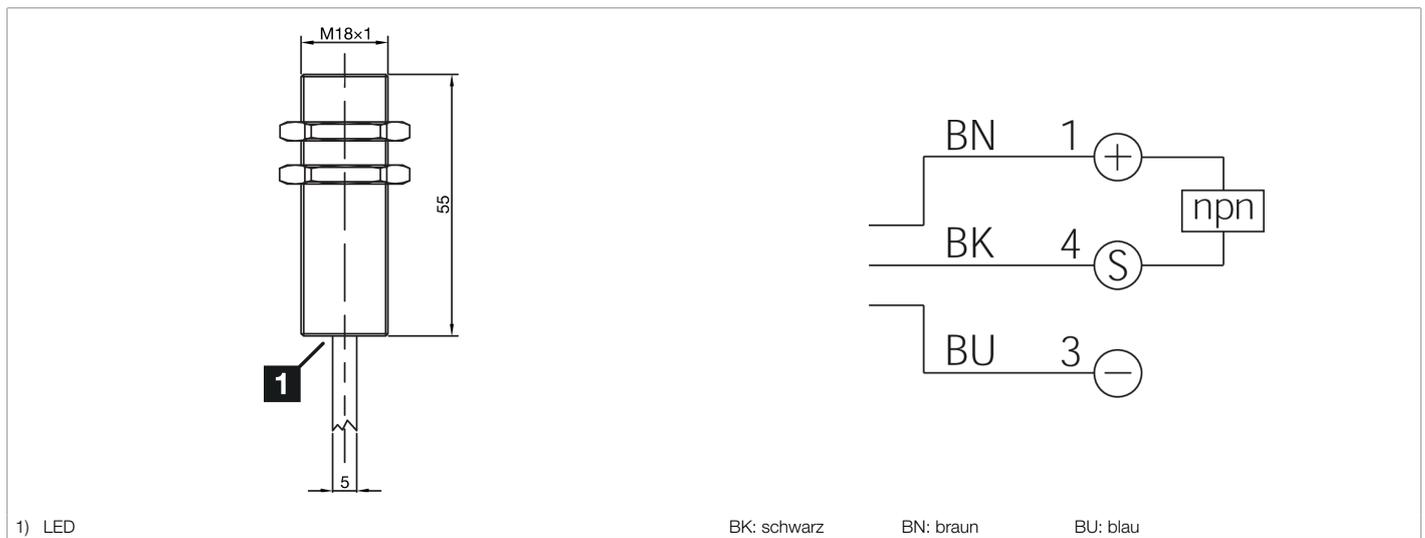 M18×1
55
1
5
BN 1 +
npn
BK 4 S
BU 3 −
1) LED
BK: schwarz BN: braun BU: blau